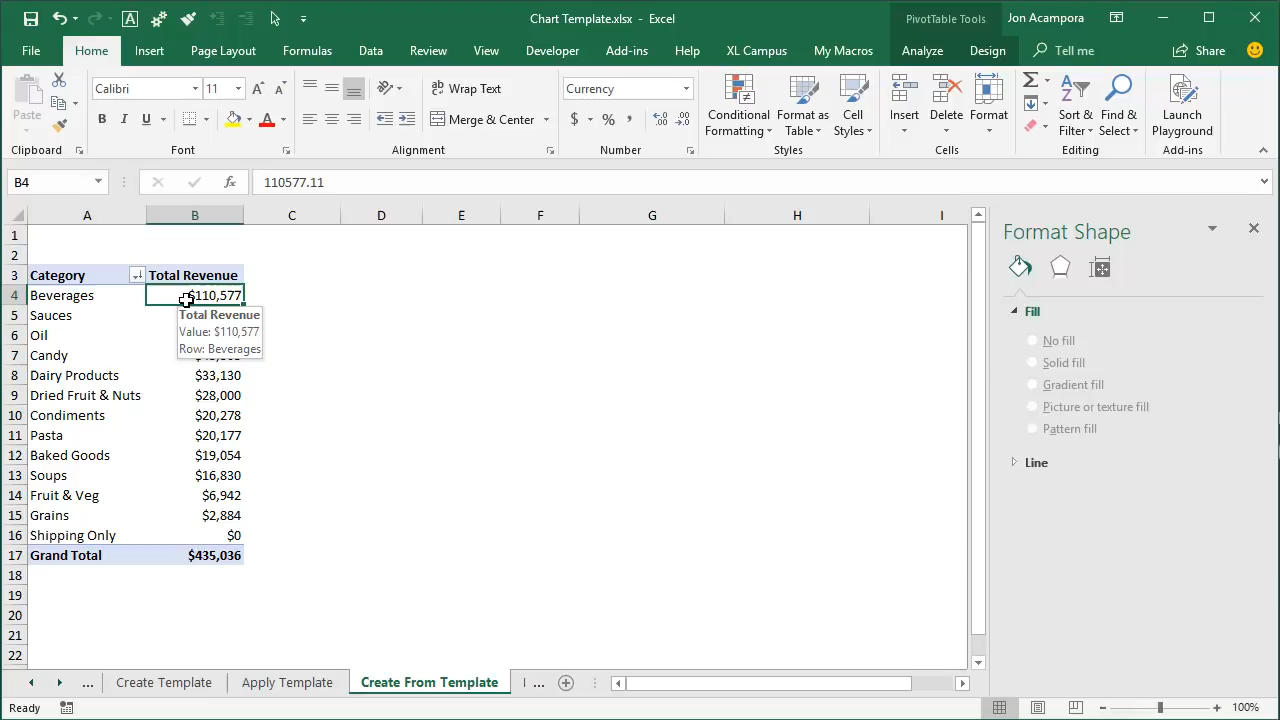 Chart Template.xlsx - Excel
PivotTable Tools
Jon Acampora
File Home Insert Page Layout Formulas Data Review View Developer Add-ins Help XL Campus My Macros Analyze Design Tell me Share
Paste
Calibri 11
Wrap Text
Merge & Center
Currency
$ % ,
B I U
Conditional Formatting
Format as Table
Cell Styles
Insert
Delete
Format
Sort & Filter
Find & Select
Launch Playground
Clipboard Font Alignment Number Styles Cells Editing Add-ins
B4 fx 110577.11
A B C D E F G H I
1
2
3 Category Total Revenue
4 Beverages $110,577
5 Sauces
6 Oil
7 Candy
8 Dairy Products $33,130
9 Dried Fruit & Nuts $28,000
10 Condiments $20,278
11 Pasta $20,177
12 Baked Goods $19,054
13 Soups $16,830
14 Fruit & Veg $6,942
15 Grains $2,884
16 Shipping Only $0
17 Grand Total $435,036
18
19
20
21
22
Total Revenue
Value: $110,577
Row: Beverages
Format Shape
Fill
No fill
Solid fill
Gradient fill
Picture or texture fill
Pattern fill
Line
... Create Template Apply Template Create From Template ...
Ready
100%